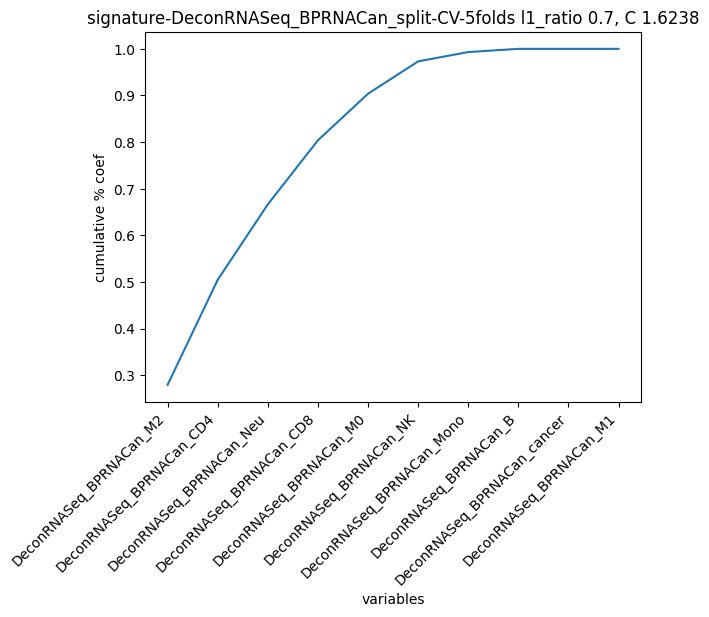 signature-DeconRNASeq_BPRNACan_split-CV-5folds l1_ratio 0.7, C 1.6238
cumulative % coef
1.0
0.9
0.8
0.7
0.6
0.5
0.4
0.3
DeconRNASeq_BPRNACan_M2
DeconRNASeq_BPRNACan_CD4
DeconRNASeq_BPRNACan_Neu
DeconRNASeq_BPRNACan_CD8
DeconRNASeq_BPRNACan_M0
DeconRNASeq_BPRNACan_NK
DeconRNASeq_BPRNACan_Mono
DeconRNASeq_BPRNACan_B
DeconRNASeq_BPRNACan_cancer
DeconRNASeq_BPRNACan_M1
variables